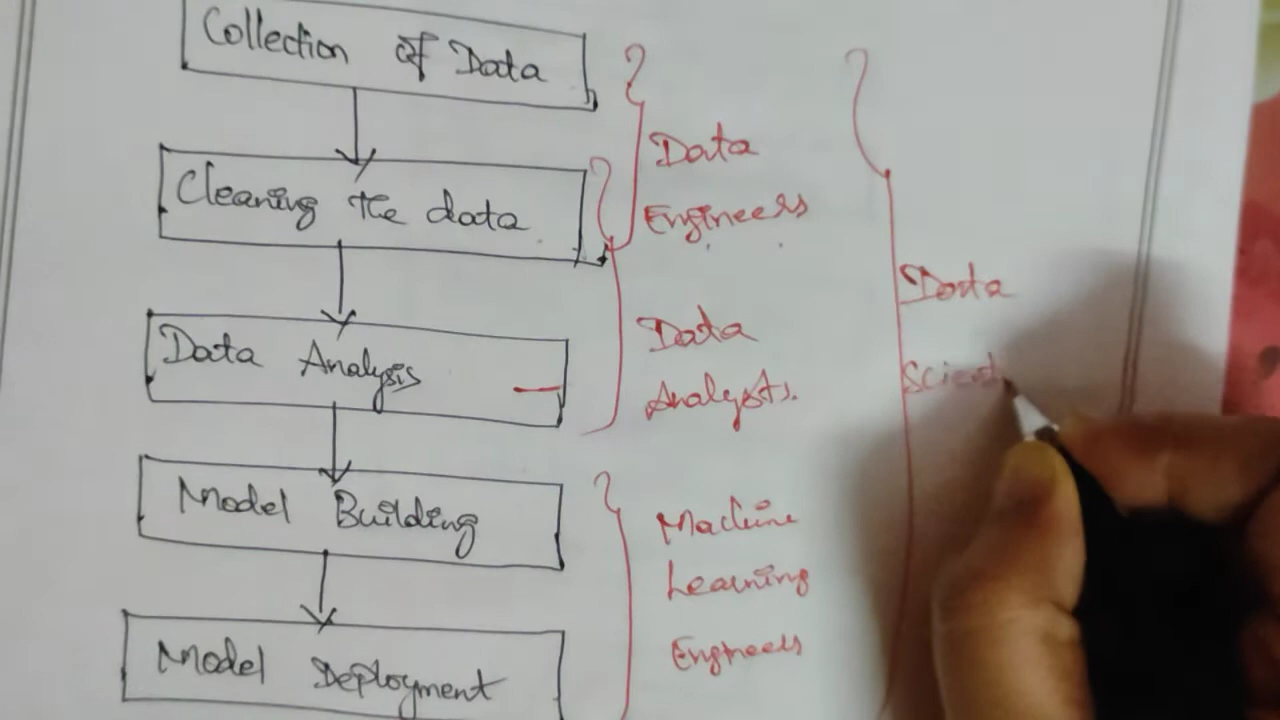 Collection of Data
Cleaning the data
Data Analysis
Model Building
Model Deployment
Data
Engineers
Data
Analysts.
Machine
Learning
Engineers
Data
Scient